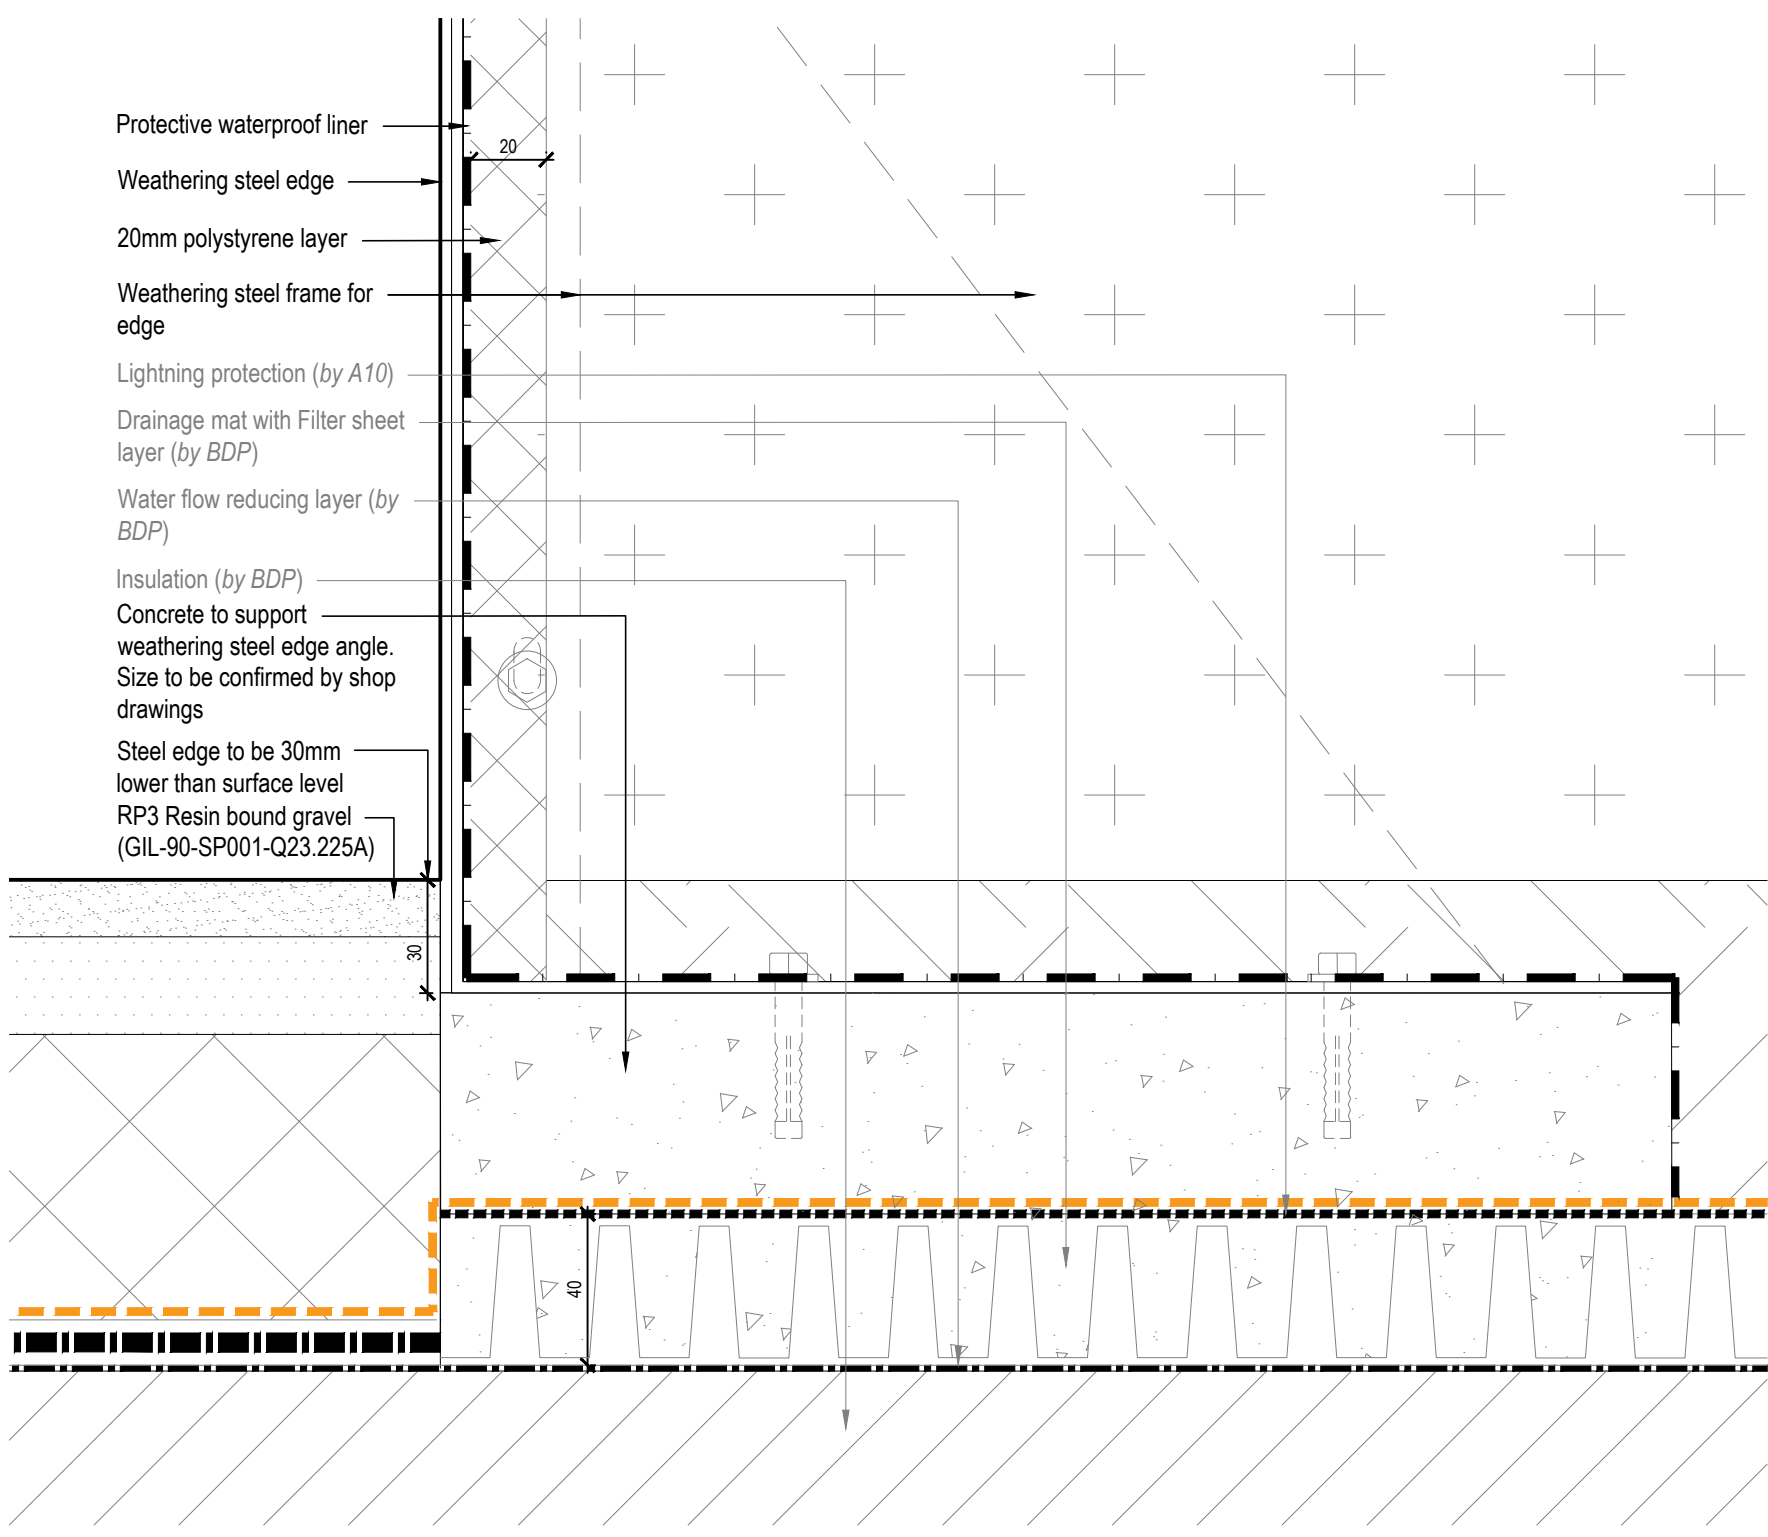 Protective waterproof liner
20
Weathering steel edge
20mm polystyrene layer
Weathering steel frame for
edge
Lightning protection (by A10)
Drainage mat with Filter sheet
layer (by BDP)
Water flow reducing layer (by
BDP)
Insulation (by BDP)
Concrete to support
weathering steel edge angle.
Size to be confirmed by shop
drawings
Steel edge to be 30mm
lower than surface level
RP3 Resin bound gravel
(GIL-90-SP001-Q23.225A)
30
40